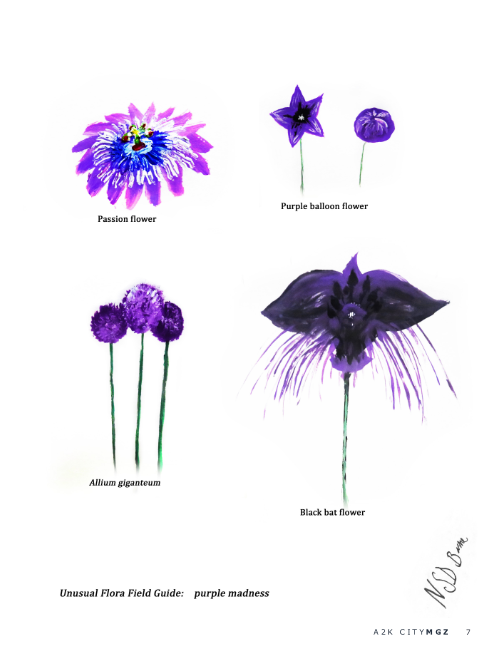 Passion flower
Purple balloon flower
Allium giganteum
Black bat flower
Unusual Flora Field Guide: purple madness
NSD
A2K CITYMGZ 7